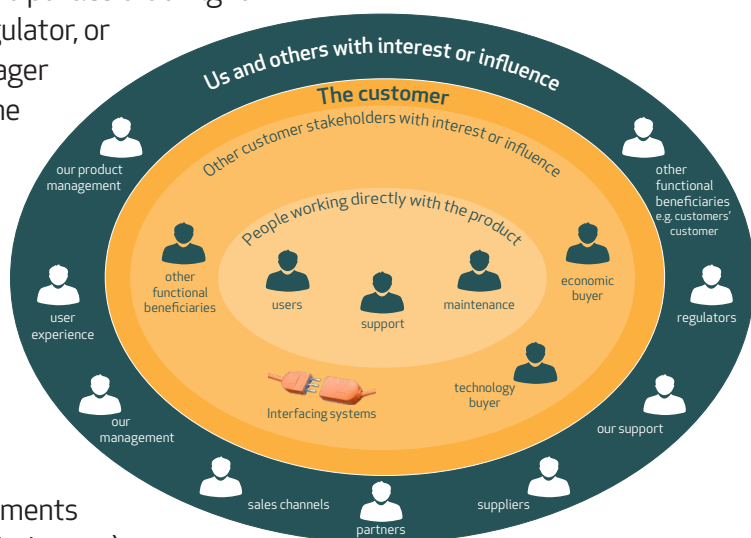 gulator, or
ager
Us and others with interest or influence
The customer
Other customer stakeholders with interest or influence
People working directly with the product
our product
management
other
functional
beneficiaries
e.g. customers'
customer
other
functional
beneficiaries
users
support
maintenance
economic
buyer
user
experience
regulators
Interfacing systems
technology
buyer
our
management
our support
sales channels
suppliers
partners
ments